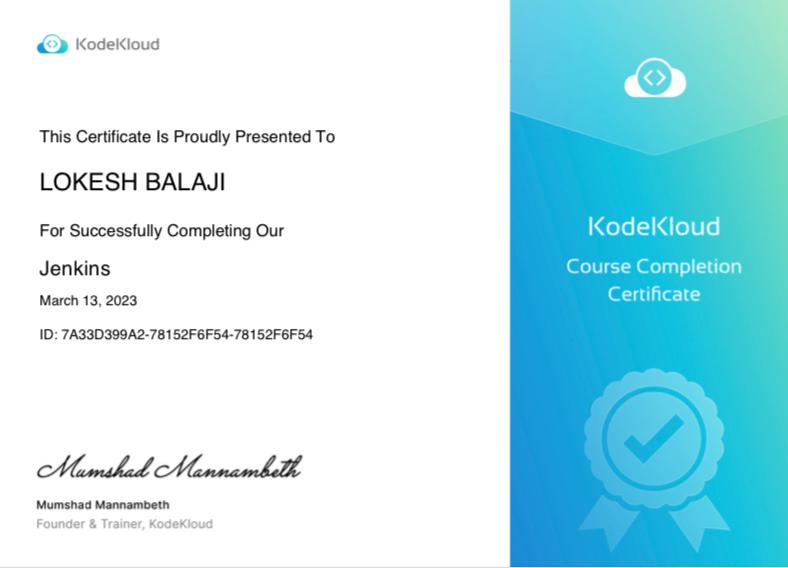 KodeKloud
This Certificate Is Proudly Presented To
LOKESH BALAJI
For Successfully Completing Our
Jenkins
March 13, 2023
ID: 7A33D399A2-78152F6F54-78152F6F54
Mumshad Mannambeth
Mumshad Mannambeth
Founder & Trainer, KodeKloud
KodeKloud
Course Completion
Certificate